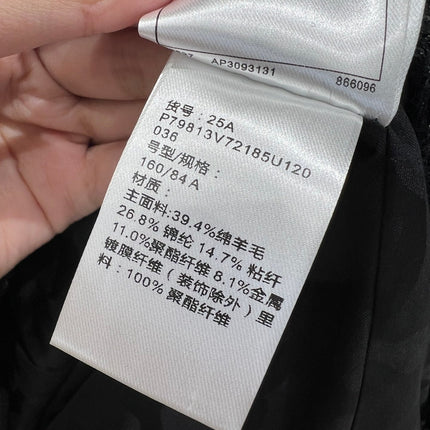 AP3093131
866096
货号:25A
P79813V72185U120
036
号型/规格:
160/84A
材质:
主面料:39.4%绵羊毛
26.8%锦纶 14.7%粘纤
11.0%聚酯纤维 8.1%金属
镀膜纤维(装饰除外)里
料:100%聚酯纤维